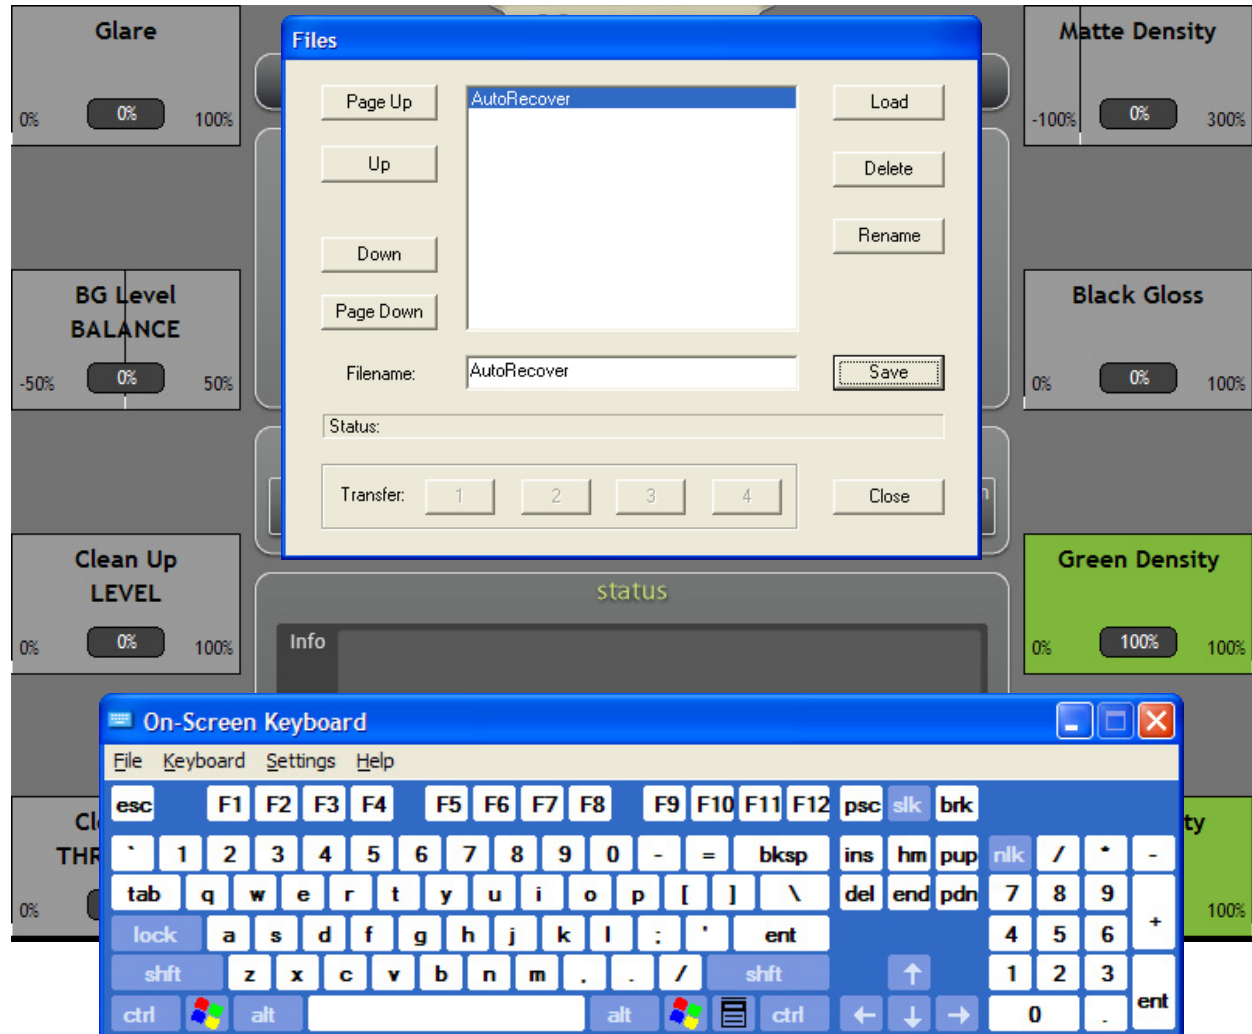 Glare
0%
0%
100%
BG Level
BALANCE
-50%
0%
50%
Clean Up
LEVEL
0%
0%
100%
0%
Files
Page Up
Up
Down
Page Down
AutoRecover
Load
Delete
Rename
Filename:
AutoRecover
Save
Status:
Transfer:
1
2
3
4
Close
status
Info
Matte Density
-100%
0%
300%
Black Gloss
0%
0%
100%
Green Density
0%
100%
100%
100%
On-Screen Keyboard
File Keyboard Settings Help
esc F1 F2 F3 F4 F5 F6 F7 F8 F9 F10 F11 F12 psc slk brk
` 1 2 3 4 5 6 7 8 9 0 - = bksp ins hm pup nlk / * -
tab q w e r t y u i o p [ ] \ del end pdn 7 8 9 +
lock a s d f g h j k l ; ' ent 4 5 6
shft z x c v b n m , . / shft ↑ 1 2 3 ent
ctrl alt alt ctrl ← ↓ → 0 .